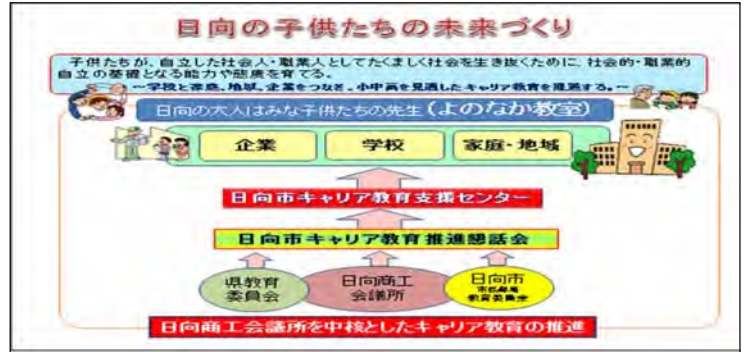 日向の子供たちの未来づくり
子供たちが、自立した社会人・職業人としてたくましく社会を生き抜くために、社会的・職業的
自立の基礎となる能力や態度を育てる。
～学校と家庭、地域、企業をつなぎ、小中高を見通したキャリア教育を推進する。～
日向の大人はみな子供たちの先生(よのなか教室)
企業 学校 家庭・地域
日向市キャリア教育支援センター
日向市キャリア教育推進懇話会
県教育
委員会
日向商工
会議所
日向市
教育委員会
日向商工会議所を中核としたキャリア教育の推進